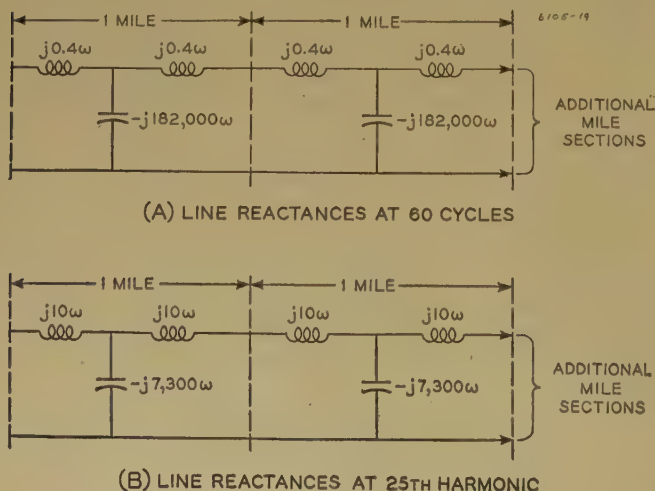 1 MILE 1 MILE 6105-19
j0.4ω j0.4ω j0.4ω j0.4ω
-j182,000ω -j182,000ω
ADDITIONAL
MILE
SECTIONS
(A) LINE REACTANCES AT 60 CYCLES
1 MILE 1 MILE
j10ω j10ω j10ω j10ω
-j7,300ω -j7,300ω
ADDITIONAL
MILE
SECTIONS
(B) LINE REACTANCES AT 25TH HARMONIC